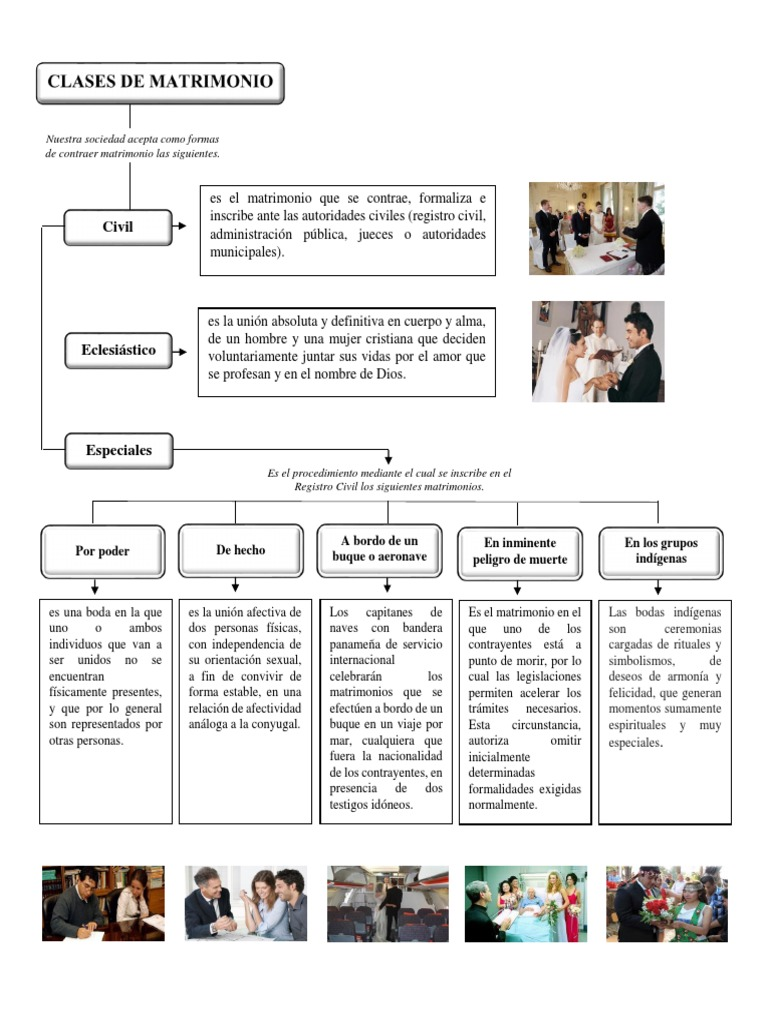 CLASES DE MATRIMONIO
Nuestra sociedad acepta como formas
de contraer matrimonio las siguientes.
Civil
es el matrimonio que se contrae, formaliza e
inscribe ante las autoridades civiles (registro civil,
administración pública, jueces o autoridades
municipales).
Eclesiástico
es la unión absoluta y definitiva en cuerpo y alma,
de un hombre y una mujer cristiana que deciden
voluntariamente juntar sus vidas por el amor que
se profesan y en el nombre de Dios.
Especiales
Es el procedimiento mediante el cual se inscribe en el
Registro Civil los siguientes matrimonios.
Por poder
es una boda en la que
uno o ambos
individuos que van a
ser unidos no se
encuentran
físicamente presentes,
y que por lo general
son representados por
otras personas.
De hecho
es la unión afectiva de
dos personas físicas,
con independencia de
su orientación sexual,
a fin de convivir de
forma estable, en una
relación de afectividad
análoga a la conyugal.
A bordo de un
buque o aeronave
Los capitanes de
naves con bandera
panameña de servicio
internacional
celebrarán los
matrimonios que se
efectúen a bordo de un
buque en un viaje por
mar, cualquiera que
fuera la nacionalidad
de los contrayentes, en
presencia de dos
testigos idóneos.
En inminente
peligro de muerte
Es el matrimonio en el
que uno de los
contrayentes está a
punto de morir, por lo
cual las legislaciones
permiten acelerar los
trámites necesarios.
Esta circunstancia,
autoriza omitir
inicialmente
determinadas
formalidades exigidas
normalmente.
En los grupos
indígenas
Las bodas indígenas
son ceremonias
cargadas de rituales y
simbolismos, de
deseos de armonía y
felicidad, que generan
momentos sumamente
espirituales y muy
especiales.